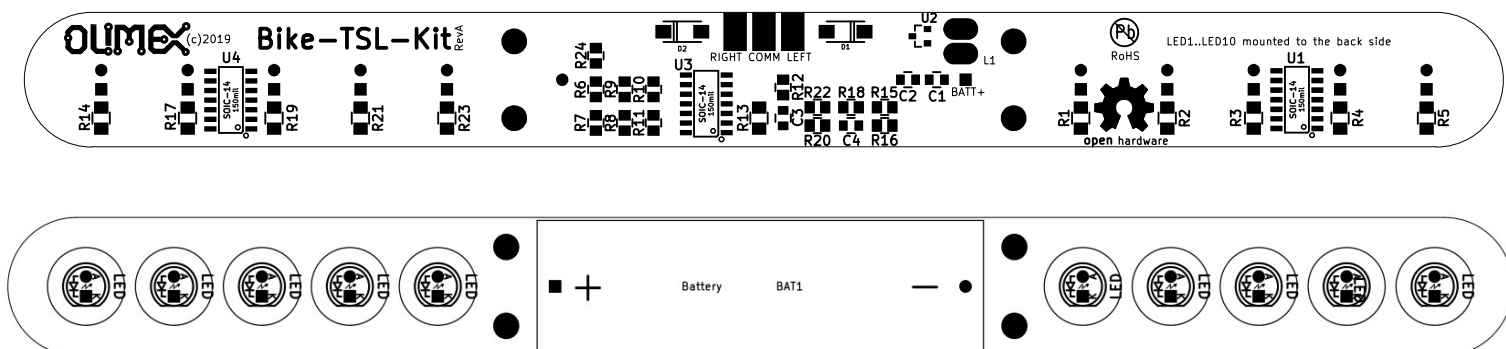 OLIMEX (c)2019 Bike-TSL-Kit RevA
U4
SOIC-14
150mil
R14
R17
R19
R21
R23
R24
R6
R9
R10
R7
R8
R11
D2
D1
RIGHT COMM LEFT
U3
SOIC-14
150mil
R13
R12
C3
R22 R18 R15
R20 C4 R16
U2
L1
C2 C1 BATT+
Pb
RoHS
LED1..LED10 mounted to the back side
U1
SOIC-14
150mil
R1
R2
R3
R4
R5
open hardware
LED A K
LED A K
LED A K
LED A K
LED A K
+ Battery BAT1 −
LED A K
LED A K
LED A K
LED A K
LED A K